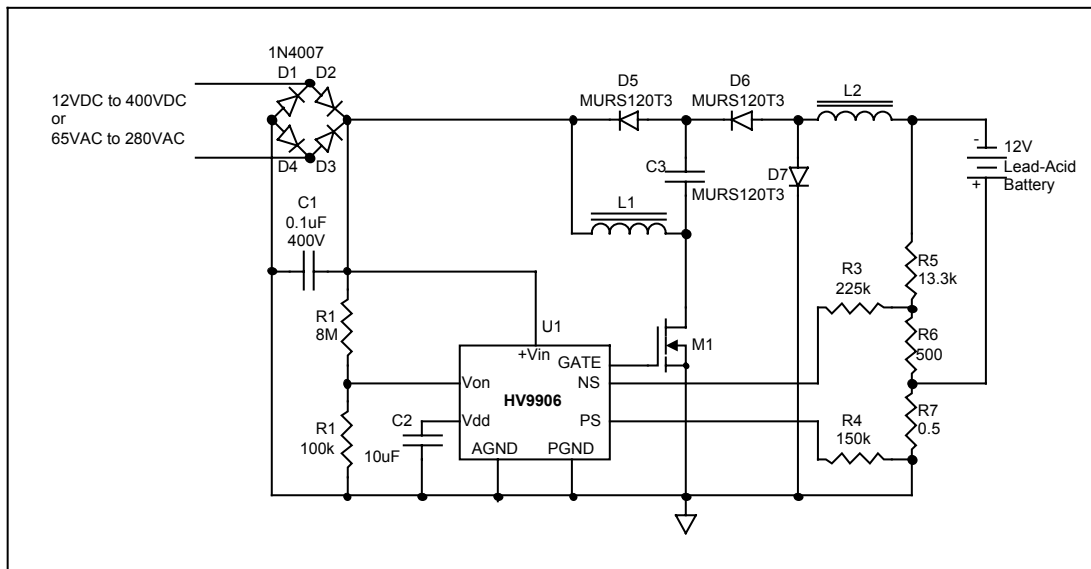 1N4007
D1 D2
12VDC to 400VDC
or
65VAC to 280VAC
D4 D3
D5
MURS120T3
D6
MURS120T3
L2
C3
D7
MURS120T3
L1
-
12V
Lead-Acid
Battery
+
C1
0.1uF
400V
R1
8M
U1
M1
R3
225k
R5
13.3k
R6
500
+Vin
GATE
Von
HV9906
NS
Vdd
PS
AGND
PGND
R1
100k
C2
10uF
R4
150k
R7
0.5